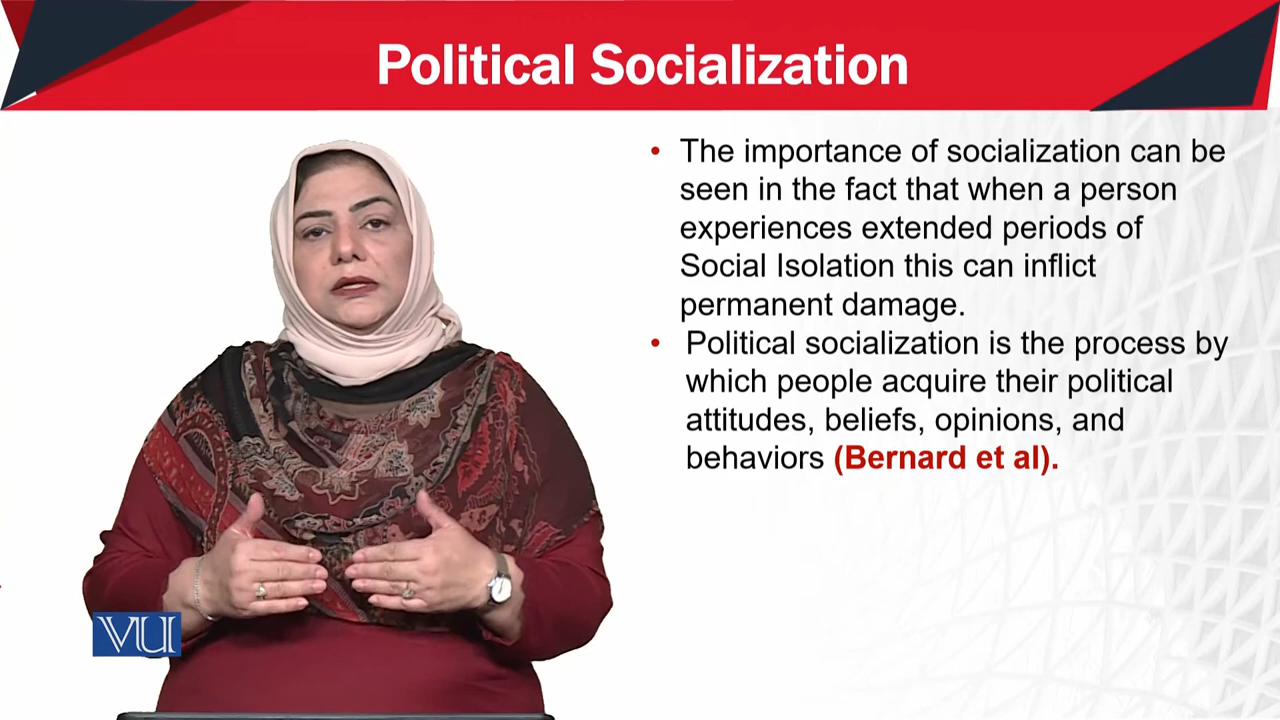 Political Socialization
• The importance of socialization can be
seen in the fact that when a person
experiences extended periods of
Social Isolation this can inflict
permanent damage.
• Political socialization is the process by
which people acquire their political
attitudes, beliefs, opinions, and
behaviors (Bernard et al).
VU